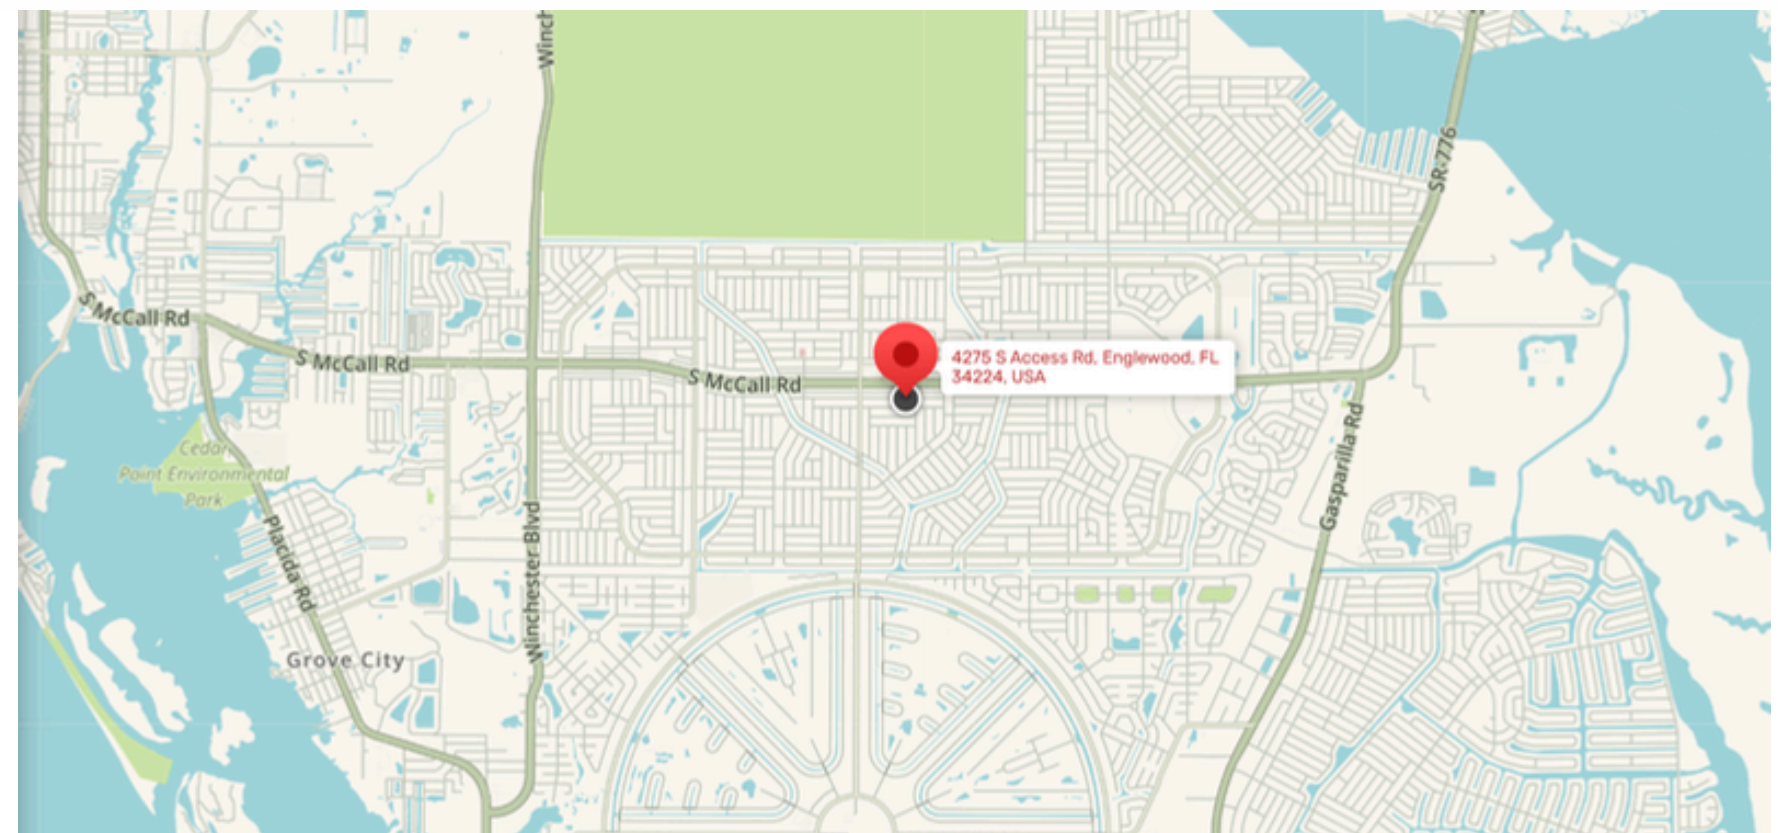 Winch
SR-776
S McCall Rd
S McCall Rd
S McCall Rd
4275 S Access Rd, Englewood, FL
34224, USA
Cedar
Point Environmental
Park
Gasparilla Rd
Placida Rd
Winchester Blvd
Grove City